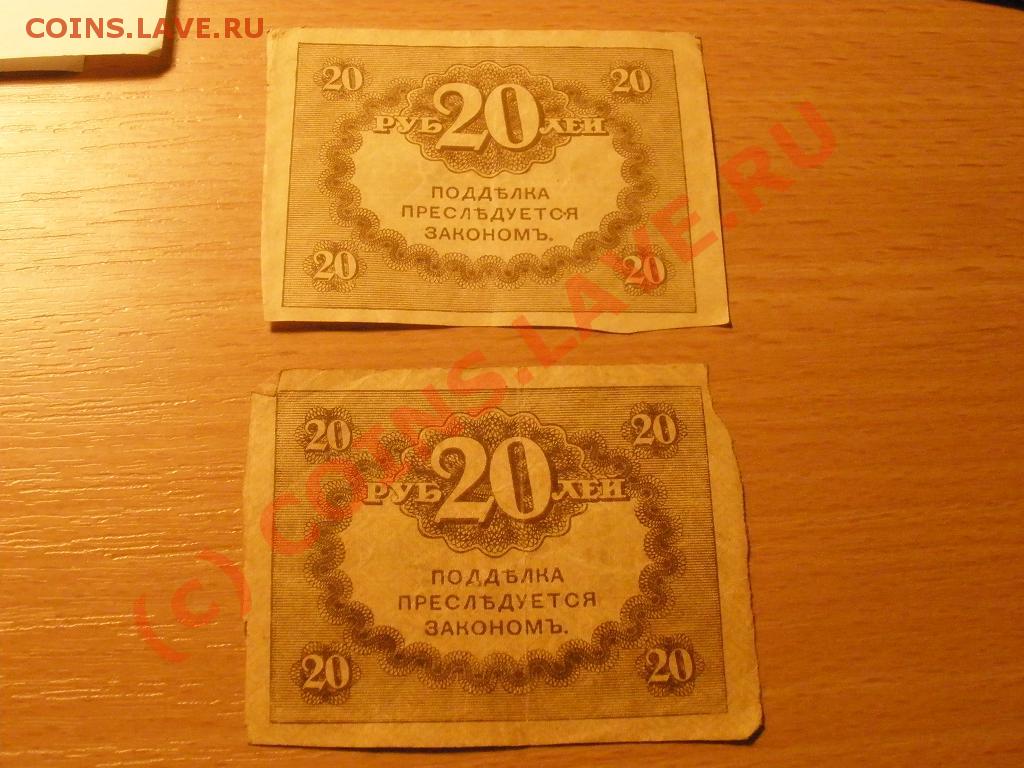 COINS.LAVE.RU
20 20
РУБ 20 ЛЕЙ
ПОДДѢЛКА
ПРЕСЛѢДУЕТСЯ
ЗАКОНОМЪ.
20 20
20 20
РУБ 20 ЛЕЙ
ПОДДѢЛКА
ПРЕСЛѢДУЕТСЯ
ЗАКОНОМЪ.
20 20
(c) COINS.LAVE.RU